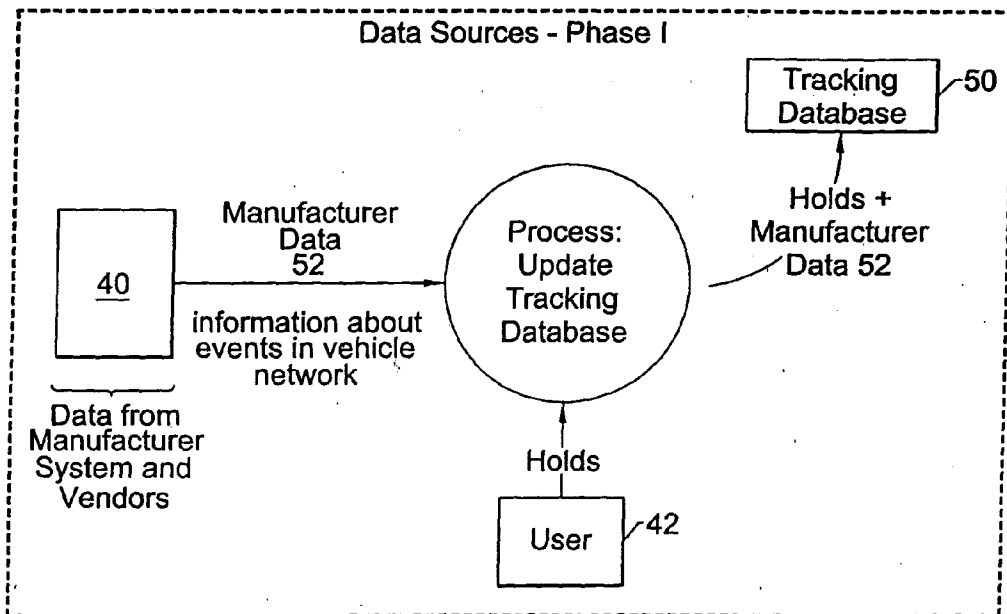 Data Sources - Phase I
Tracking
Database
50
Holds +
Manufacturer
Data 52
Manufacturer
Data
52
information about
events in vehicle
network
40
Data from
Manufacturer
System and
Vendors
Process:
Update
Tracking
Database
Holds
User
42